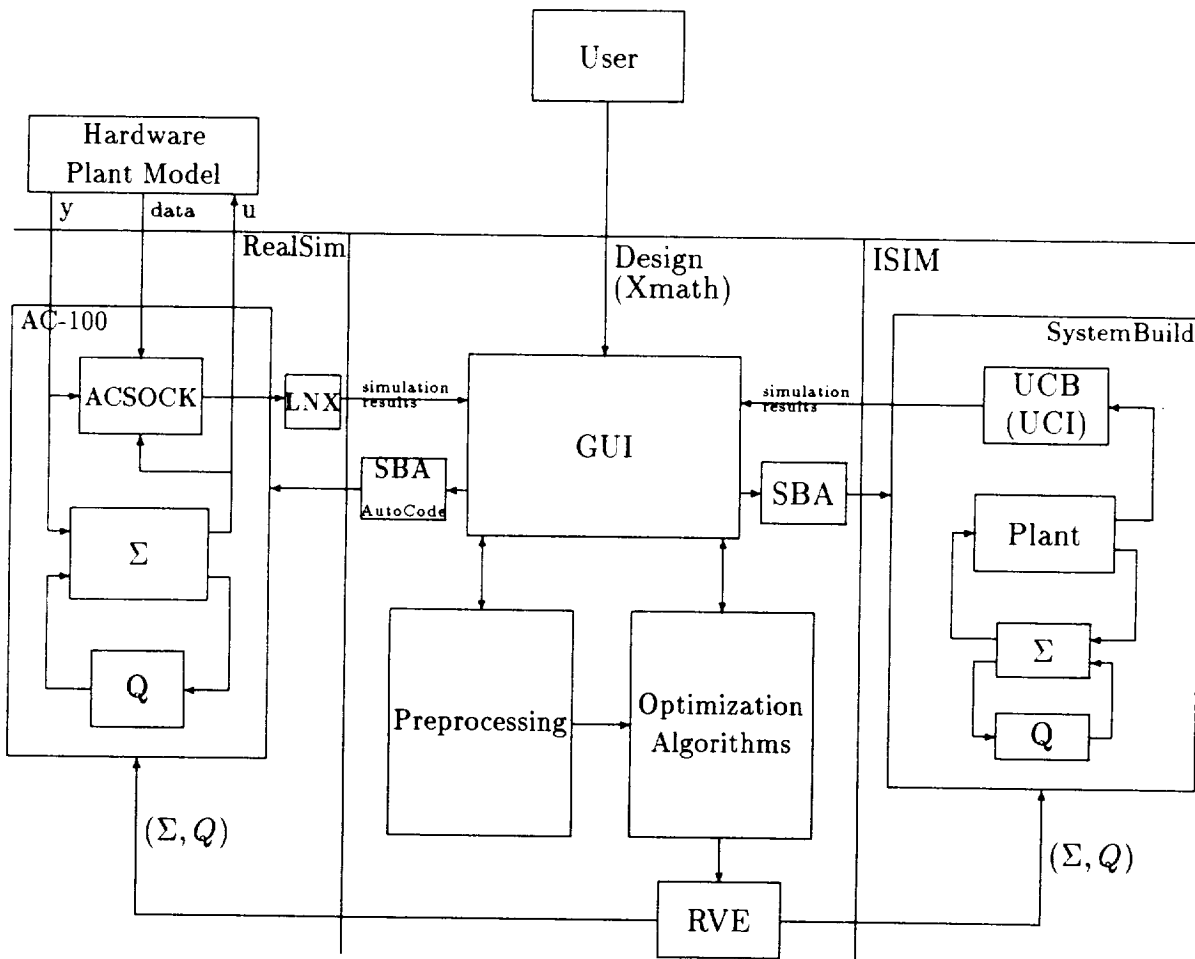 User
Hardware
Plant Model
y
data
u
RealSim
Design
(Xmath)
ISIM
AC-100
SystemBuild
ACSOCK
LNX
simulation
results
GUI
simulation
results
UCB
(UCI)
SBA
AutoCode
SBA
Σ
Plant
Q
Preprocessing
Optimization
Algorithms
Σ
Q
(Σ, Q)
(Σ, Q)
RVE